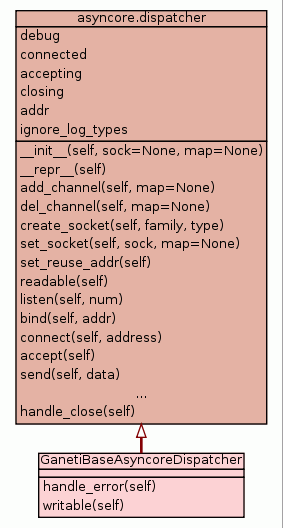 asyncore.dispatcher
debug
connected
accepting
closing
addr
ignore_log_types
__init__(self, sock=None, map=None)
__repr__(self)
add_channel(self, map=None)
del_channel(self, map=None)
create_socket(self, family, type)
set_socket(self, sock, map=None)
set_reuse_addr(self)
readable(self)
listen(self, num)
bind(self, addr)
connect(self, address)
accept(self)
send(self, data)
...
handle_close(self)
GanetiBaseAsyncoreDispatcher
handle_error(self)
writable(self)